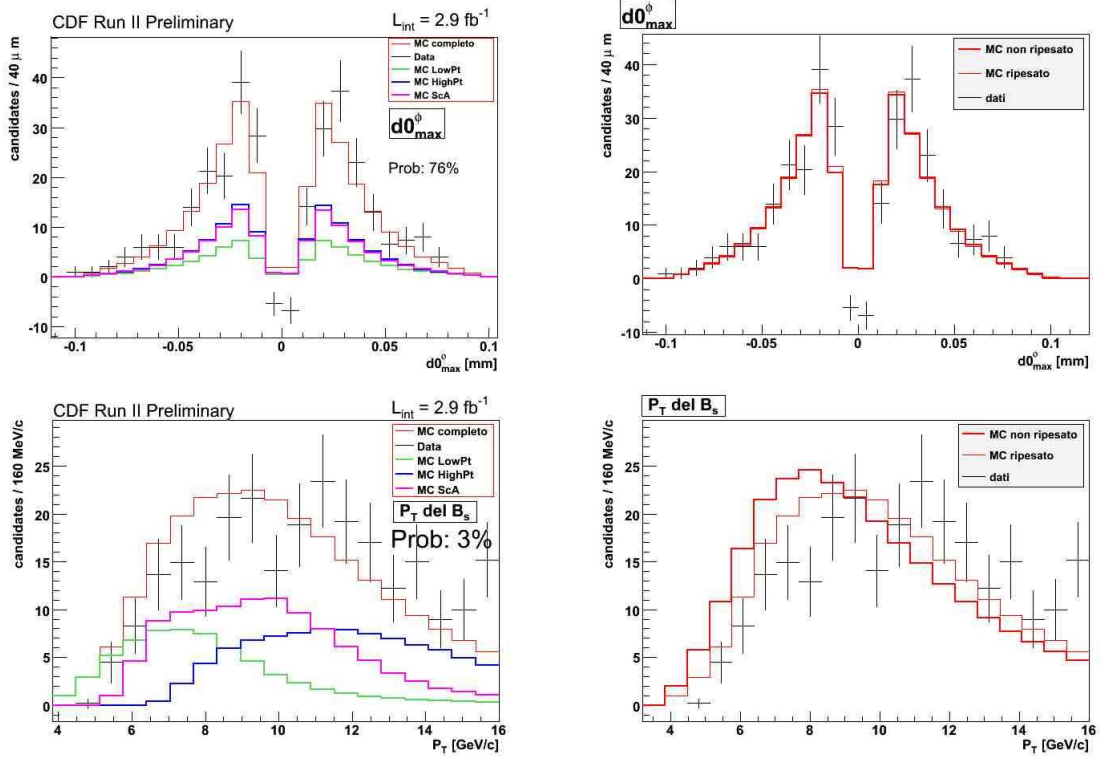 CDF Run II Preliminary
L_int = 2.9 fb^-1
candidates / 40 μ m
40
30
20
10
0
-10
MC completo
Data
MC LowPt
MC HighPt
MC ScA
d0^φ_max
Prob: 76%
-0.1
-0.05
0
0.05
0.1
d0^φ_max [mm]
d0^φ_max
candidates / 40 μ m
40
30
20
10
0
-10
MC non ripesato
MC ripesato
dati
-0.1
-0.05
0
0.05
0.1
d0^φ_max [mm]
CDF Run II Preliminary
L_int = 2.9 fb^-1
candidates / 160 MeV/c
25
20
15
10
5
0
MC completo
Data
MC LowPt
MC HighPt
MC ScA
P_T del B_s
Prob: 3%
4
6
8
10
12
14
16
P_T [GeV/c]
P_T del B_s
candidates / 160 MeV/c
25
20
15
10
5
0
MC non ripesato
MC ripesato
dati
4
6
8
10
12
14
16
P_T [GeV/c]